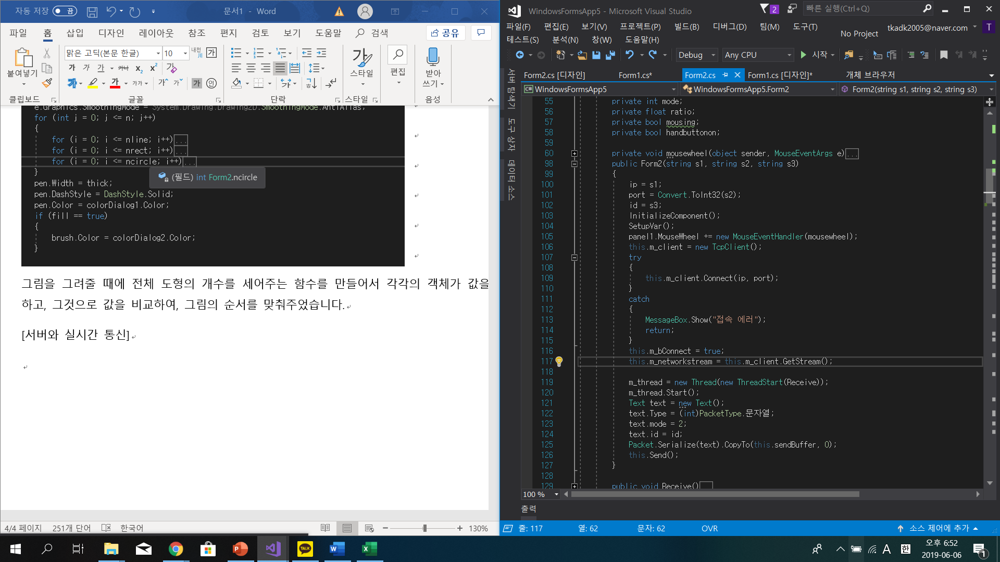 자동 저장 끔 문서1 - Word
파일 홈 삽입 디자인 레이아웃 참조 편지 검토 보기 도움말 검색 공유
맑은 고딕(본문 한글) 10
붙여넣기
스타일
편집
받아
쓰기
클립보드 글꼴 단락 스타일 음성
e.Graphics.SmoothingMode = System.Drawing.Drawing2D.SmoothingMode.AntiAlias;
for (int j = 0; j <= n; j++)
{
for (i = 0; i <= nline; i++)...
for (i = 0; i <= nrect; i++)...
for (i = 0; i <= ncircle; i++)...
}
(필드) int Form2.ncircle
pen.Width = thick;
pen.DashStyle = DashStyle.Solid;
pen.Color = colorDialog1.Color;
if (fill == true)
{
brush.Color = colorDialog2.Color;
}
그림을 그려줄 때에 전체 도형의 개수를 세어주는 함수를 만들어서 각각의 객체가 값을
하고, 그것으로 값을 비교하여, 그림의 순서를 맞춰주었습니다.
[서버와 실시간 통신]
4/4 페이지 251개 단어 한국어 130%
WindowsFormsApp5 - Microsoft Visual Studio 2 빠른 실행(Ctrl+Q)
파일(F) 편집(E) 보기(V) 프로젝트(P) 빌드(B) 디버그(D) 팀(M) 도구(T)
No Project tkadk2005@naver.com T
테스트(S) 분석(N) 창(W) 도움말(H)
Debug Any CPU 시작
Form2.cs [디자인] Form1.cs* Form2.cs Form1.cs [디자인]* 개체 브라우저
서버 탐색기
도구 상자
데이터 소스
WindowsFormsApp5 WindowsFormsApp5.Form2 Form2(string s1, string s2, string s3)
55 private int mode;
56 private float ratio;
57 private bool mousing;
58 private bool handbuttonon;
59
60 private void mousewheel(object sender, MouseEventArgs e)...
98 public Form2(string s1, string s2, string s3)
99 {
100 ip = s1;
101 port = Convert.ToInt32(s2);
102 id = s3;
103 InitializeComponent();
104 SetupVar();
105 panel1.MouseWheel += new MouseEventHandler(mousewheel);
106 this.m_client = new TcpClient();
107 try
108 {
109 this.m_client.Connect(ip, port);
110 }
111 catch
112 {
113 MessageBox.Show("접속 에러");
114 return;
115 }
116 this.m_bConnect = true;
117 this.m_networkstream = this.m_client.GetStream();
118
119 m_thread = new Thread(new ThreadStart(Receive));
120 m_thread.Start();
121 Text text = new Text();
122 text.Type = (int)PacketType.문자열;
123 text.mode = 2;
124 text.id = id;
125 Packet.Serialize(text).CopyTo(this.sendBuffer, 0);
126 this.Send();
127 }
128
129 public void Receive()...
100 %
출력
줄: 117 열: 62 문자: 62 OVR 소스 제어에 추가
A 한 오후 6:52
2019-06-06 1